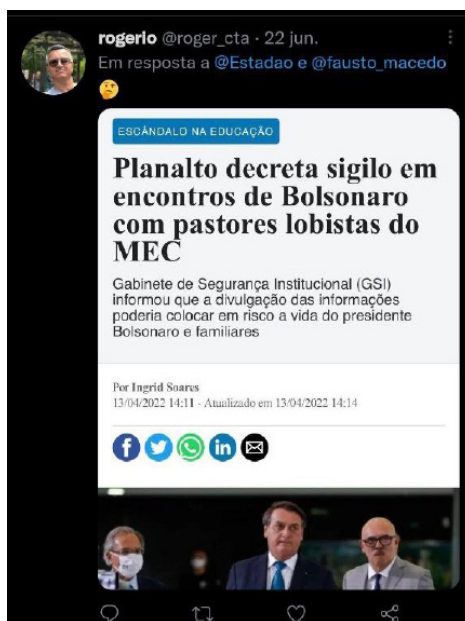 rogerio @roger_cta · 22 jun.
Em resposta a @Estadao e @fausto_macedo
ESCÂNDALO NA EDUCAÇÃO
Planalto decreta sigilo em
encontros de Bolsonaro
com pastores lobistas do
MEC
Gabinete de Segurança Institucional (GSI)
informou que a divulgação das informações
poderia colocar em risco a vida do presidente
Bolsonaro e familiares
Por Ingrid Soares
13/04/2022 14:11 - Atualizado em 13/04/2022 14:14